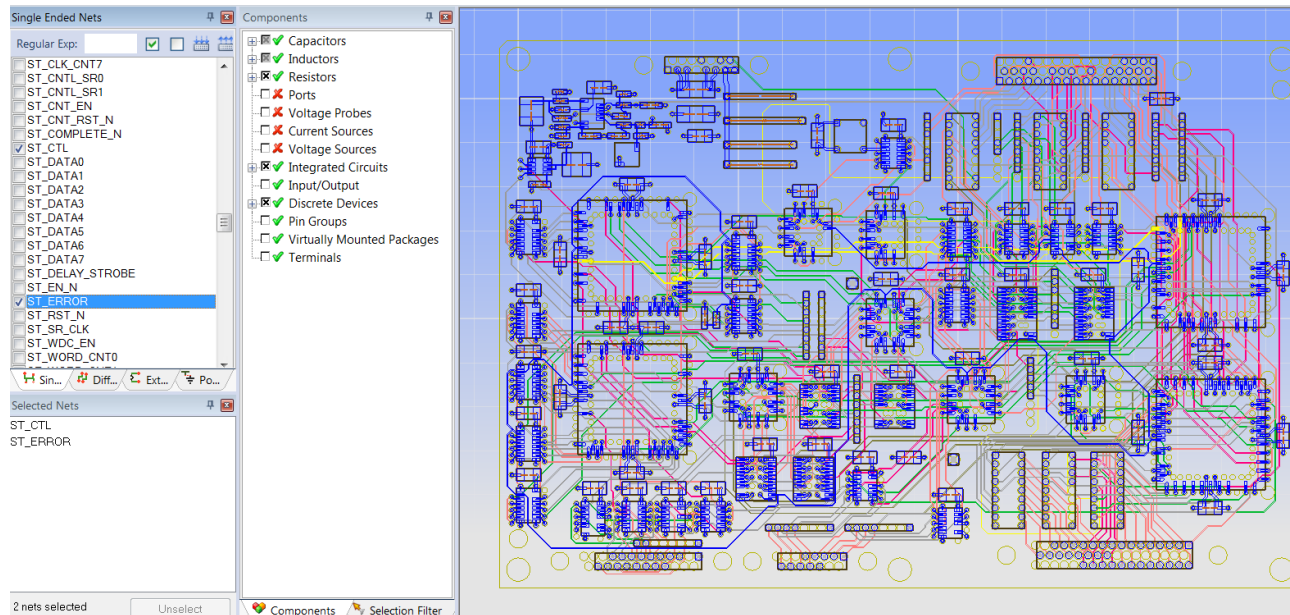 Single Ended Nets
Regular Exp:
ST_CLK_CNT7
ST_CNTL_SR0
ST_CNTL_SR1
ST_CNT_EN
ST_CNT_RST_N
ST_COMPLETE_N
ST_CTL
ST_DATA0
ST_DATA1
ST_DATA2
ST_DATA3
ST_DATA4
ST_DATA5
ST_DATA6
ST_DATA7
ST_DELAY_STROBE
ST_EN_N
ST_ERROR
ST_RST_N
ST_SR_CLK
ST_WDC_EN
ST_WORD_CNT0
Sin... Diff... Ext... Po...
Selected Nets
ST_CTL
ST_ERROR
2 nets selected Unselect
Components
Capacitors
Inductors
Resistors
Ports
Voltage Probes
Current Sources
Voltage Sources
Integrated Circuits
Input/Output
Discrete Devices
Pin Groups
Virtually Mounted Packages
Terminals
Components Selection Filter